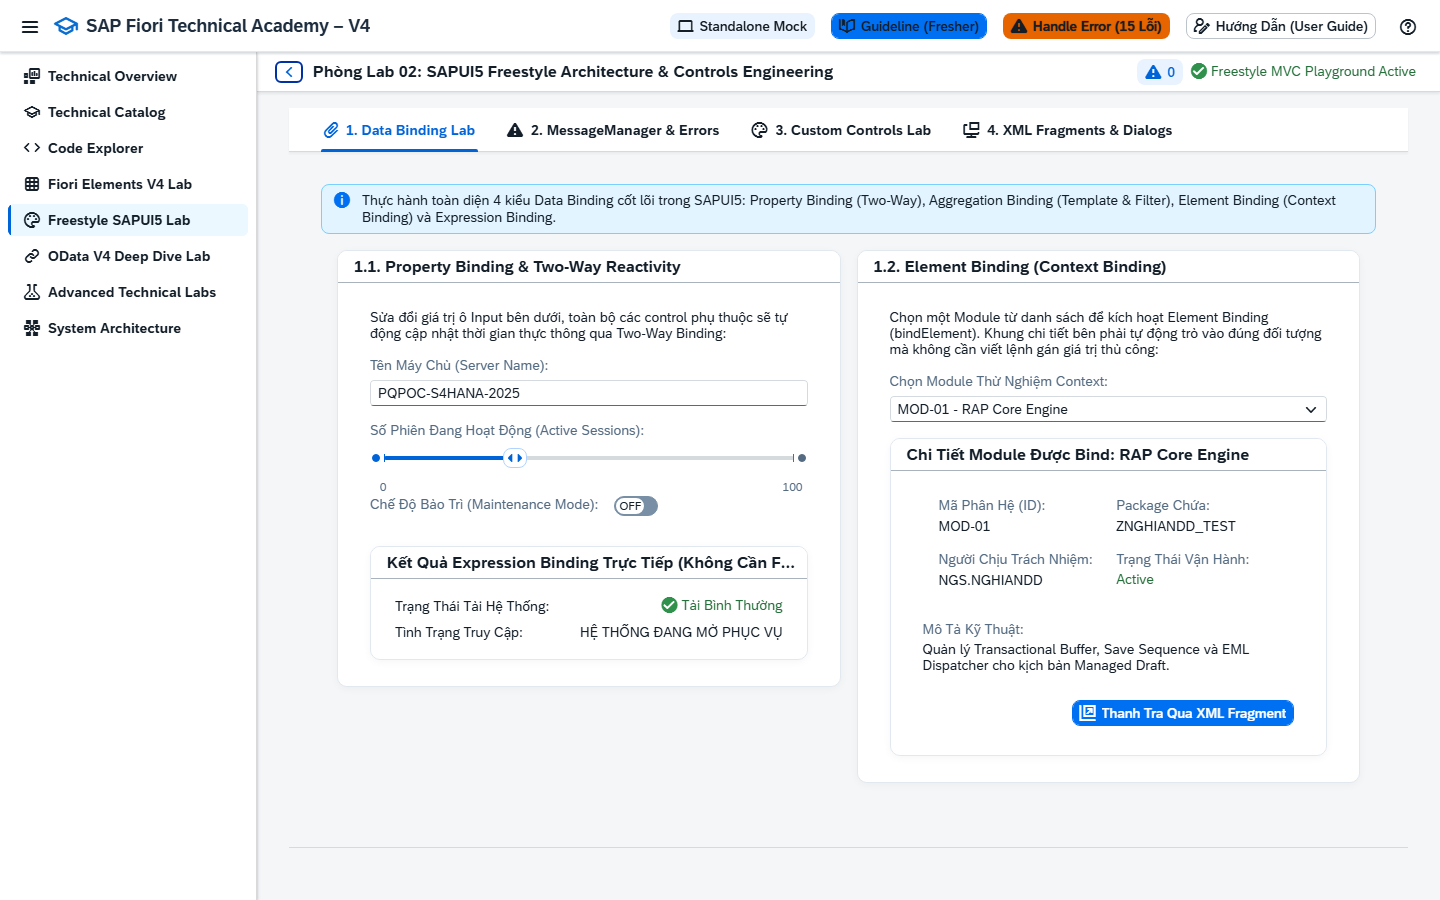 SAP Fiori Technical Academy – V4
Standalone Mock
Guideline (Fresher)
Handle Error (15 Lỗi)
Hướng Dẫn (User Guide)
Technical Overview
Technical Catalog
Code Explorer
Fiori Elements V4 Lab
Freestyle SAPUI5 Lab
OData V4 Deep Dive Lab
Advanced Technical Labs
System Architecture
Phòng Lab 02: SAPUI5 Freestyle Architecture & Controls Engineering
0
Freestyle MVC Playground Active
1. Data Binding Lab
2. MessageManager & Errors
3. Custom Controls Lab
4. XML Fragments & Dialogs
Thực hành toàn diện 4 kiểu Data Binding cốt lõi trong SAPUI5: Property Binding (Two-Way), Aggregation Binding (Template & Filter), Element Binding (Context
Binding) và Expression Binding.
1.1. Property Binding & Two-Way Reactivity
Sửa đổi giá trị ô Input bên dưới, toàn bộ các control phụ thuộc sẽ tự
động cập nhật thời gian thực thông qua Two-Way Binding:
Tên Máy Chủ (Server Name):
PQPOC-S4HANA-2025
Số Phiên Đang Hoạt Động (Active Sessions):
0
100
Chế Độ Bảo Trì (Maintenance Mode):
OFF
Kết Quả Expression Binding Trực Tiếp (Không Cần F...
Trạng Thái Tải Hệ Thống:
Tải Bình Thường
Tình Trạng Truy Cập:
HỆ THỐNG ĐANG MỞ PHỤC VỤ
1.2. Element Binding (Context Binding)
Chọn một Module từ danh sách để kích hoạt Element Binding
(bindElement). Khung chi tiết bên phải tự động trỏ vào đúng đối tượng
mà không cần viết lệnh gán giá trị thủ công:
Chọn Module Thử Nghiệm Context:
MOD-01 - RAP Core Engine
Chi Tiết Module Được Bind: RAP Core Engine
Mã Phân Hệ (ID):
MOD-01
Package Chứa:
ZNGHIANDD_TEST
Người Chịu Trách Nhiệm:
NGS.NGHIANDD
Trạng Thái Vận Hành:
Active
Mô Tả Kỹ Thuật:
Quản lý Transactional Buffer, Save Sequence và EML
Dispatcher cho kịch bản Managed Draft.
Thanh Tra Qua XML Fragment